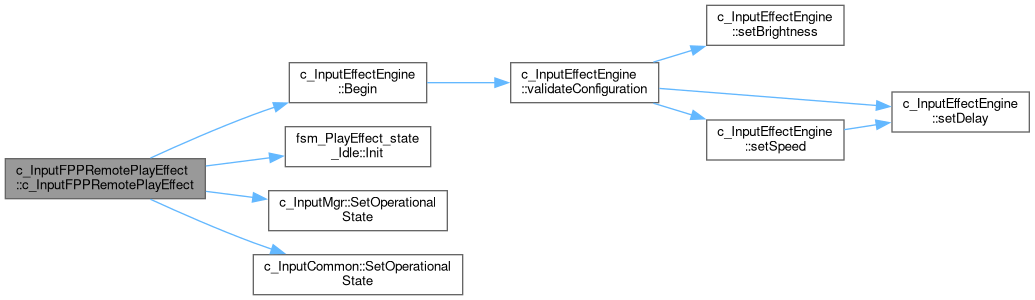 c_InputFPPRemotePlayEffect
::c_InputFPPRemotePlayEffect
c_InputEffectEngine
::Begin
fsm_PlayEffect_state
_Idle::Init
c_InputMgr::SetOperational
State
c_InputCommon::SetOperational
State
c_InputEffectEngine
::validateConfiguration
c_InputEffectEngine
::setBrightness
c_InputEffectEngine
::setSpeed
c_InputEffectEngine
::setDelay